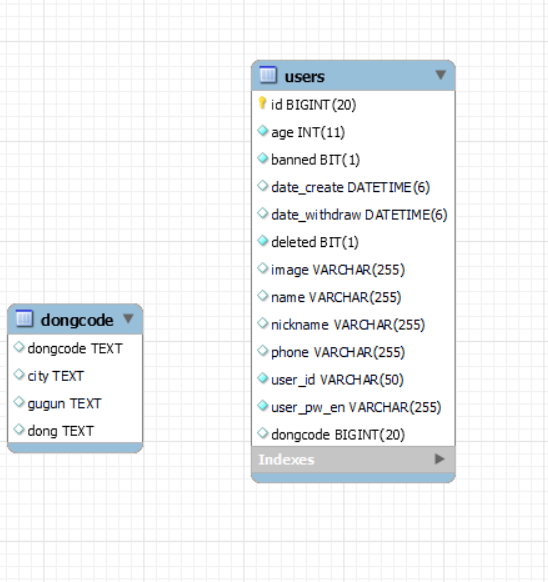 users
id BIGINT(20)
age INT(11)
banned BIT(1)
date_create DATETIME(6)
date_withdraw DATETIME(6)
deleted BIT(1)
image VARCHAR(255)
name VARCHAR(255)
nickname VARCHAR(255)
phone VARCHAR(255)
user_id VARCHAR(50)
user_pw_en VARCHAR(255)
dongcode BIGINT(20)
Indexes
dongcode
dongcode TEXT
city TEXT
gugun TEXT
dong TEXT